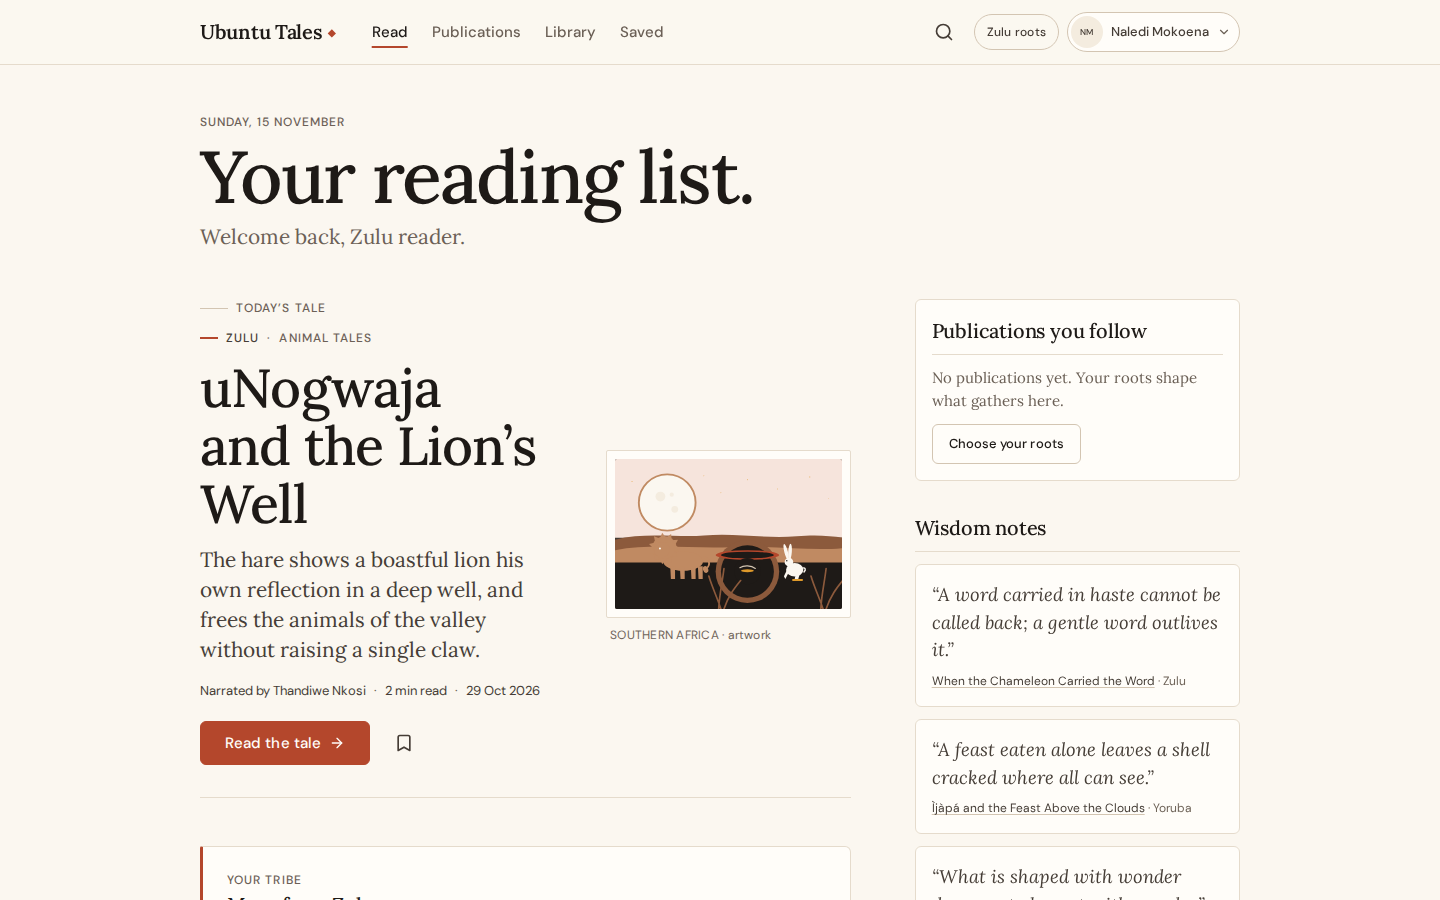 Ubuntu Tales
Read
Publications
Library
Saved
Zulu roots
NM
Naledi Mokoena
SUNDAY, 15 NOVEMBER
Your reading list.
Welcome back, Zulu reader.
TODAY’S TALE
ZULU · ANIMAL TALES
uNogwaja
and the Lion’s
Well
The hare shows a boastful lion his
own reflection in a deep well, and
frees the animals of the valley
without raising a single claw.
Narrated by Thandiwe Nkosi · 2 min read · 29 Oct 2026
Read the tale
SOUTHERN AFRICA · artwork
YOUR TRIBE
Publications you follow
No publications yet. Your roots shape
what gathers here.
Choose your roots
Wisdom notes
“A word carried in haste cannot be
called back; a gentle word outlives
it.”
When the Chameleon Carried the Word · Zulu
“A feast eaten alone leaves a shell
cracked where all can see.”
Ìjàpá and the Feast Above the Clouds · Yoruba
“What is shaped with wonder